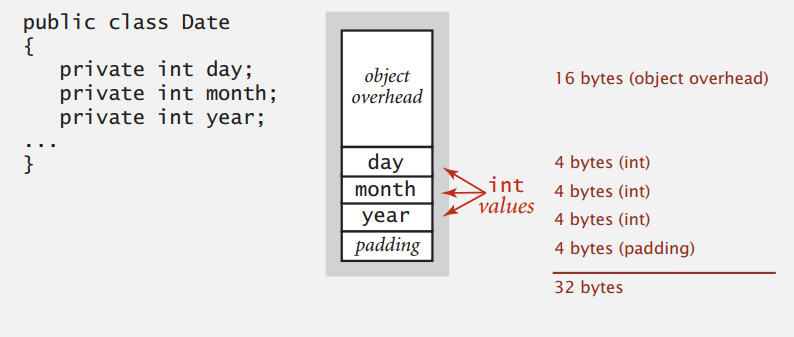 public class Date
{
private int day;
private int month;
private int year;
...
}
object
overhead
day
month
year
padding
int
values
16 bytes (object overhead)
4 bytes (int)
4 bytes (int)
4 bytes (int)
4 bytes (padding)
32 bytes